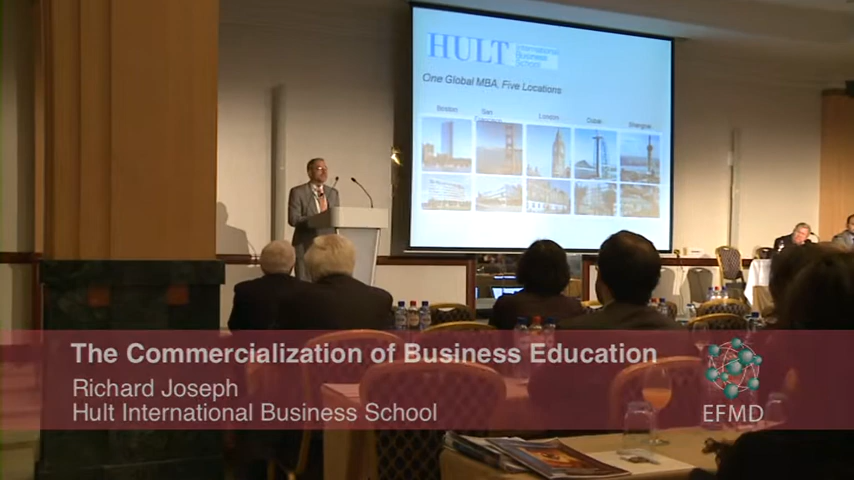 HULT International
Business
School
One Global MBA, Five Locations
Boston San Francisco London Dubai Shanghai
The Commercialization of Business Education
Richard Joseph
Hult International Business School
EFMD